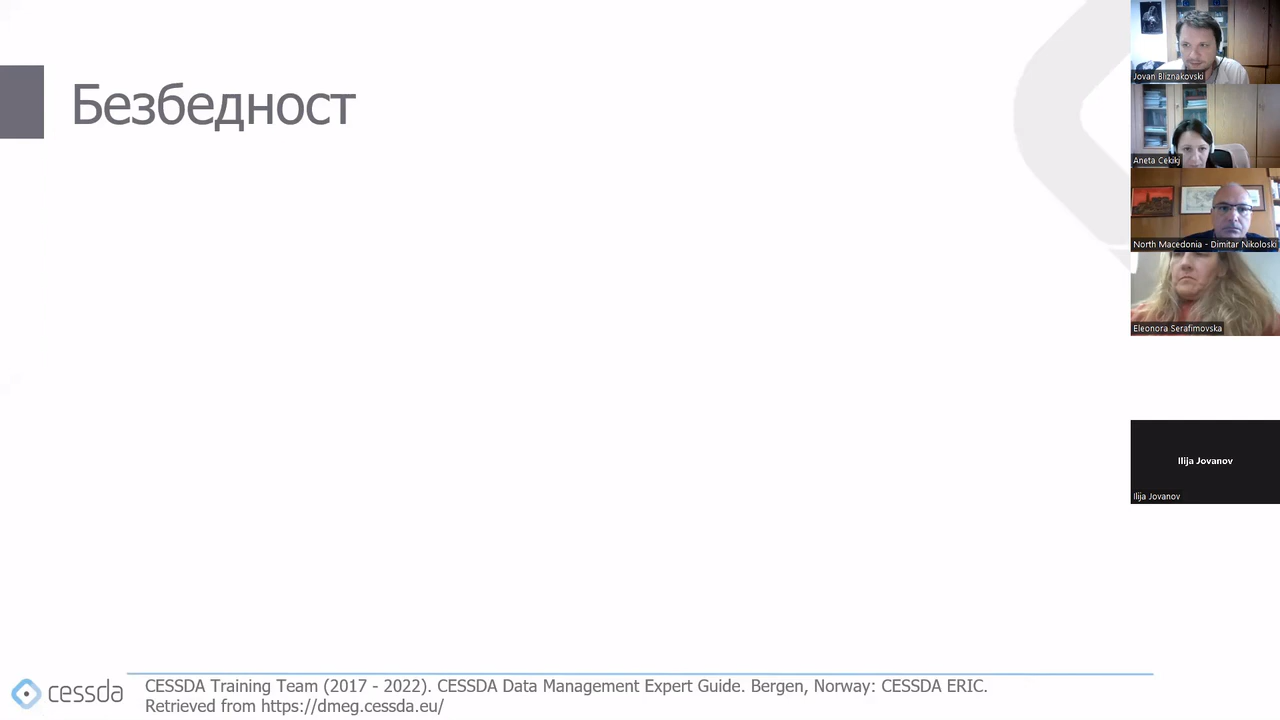 Безбедност
Jovan Bliznakovski
Aneta Cekikj
North Macedonia - Dimitar Nikoloski
Eleonora Serafimovska
Ilija Jovanov
Ilija Jovanov
cessda
CESSDA Training Team (2017 - 2022). CESSDA Data Management Expert Guide. Bergen, Norway: CESSDA ERIC.
Retrieved from https://dmeg.cessda.eu/